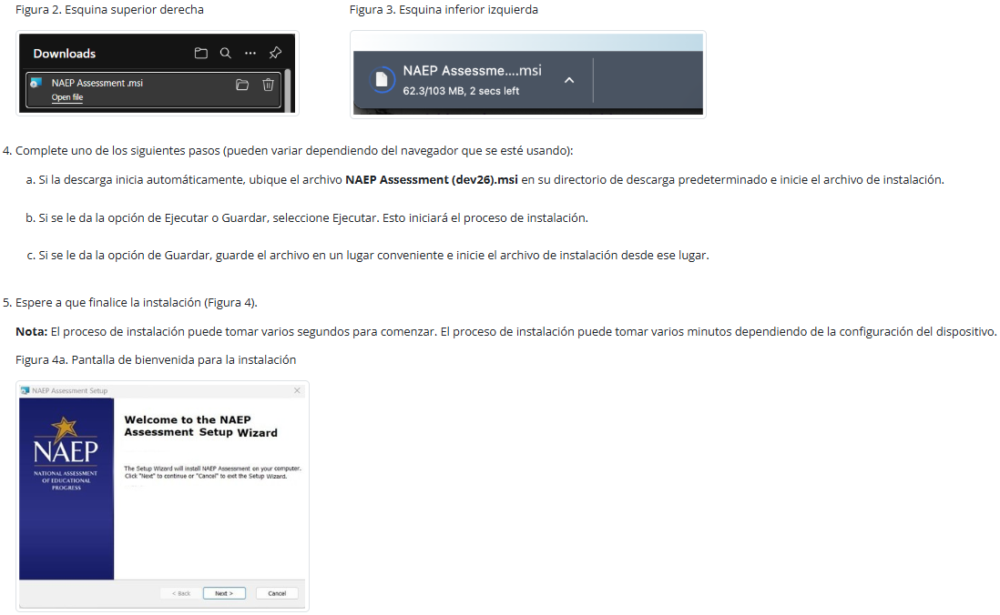 Figura 2. Esquina superior derecha
Figura 3. Esquina inferior izquierda
Downloads
NAEP Assessment .msi
Open file
NAEP Assessme....msi
62.3/103 MB, 2 secs left
4. Complete uno de los siguientes pasos (pueden variar dependiendo del navegador que se esté usando):
a. Si la descarga inicia automáticamente, ubique el archivo NAEP Assessment (dev26).msi en su directorio de descarga predeterminado e inicie el archivo de instalación.
b. Si se le da la opción de Ejecutar o Guardar, seleccione Ejecutar. Esto iniciará el proceso de instalación.
c. Si se le da la opción de Guardar, guarde el archivo en un lugar conveniente e inicie el archivo de instalación desde ese lugar.
5. Espere a que finalice la instalación (Figura 4).
Nota: El proceso de instalación puede tomar varios segundos para comenzar. El proceso de instalación puede tomar varios minutos dependiendo de la configuración del dispositivo.
Figura 4a. Pantalla de bienvenida para la instalación
NAEP Assessment Setup
NAEP
NATIONAL ASSESSMENT
OF EDUCATIONAL
PROGRESS
Welcome to the NAEP
Assessment Setup Wizard
The Setup Wizard will install NAEP Assessment on your computer.
Click "Next" to continue or "Cancel" to exit the Setup Wizard.
< Back
Next >
Cancel